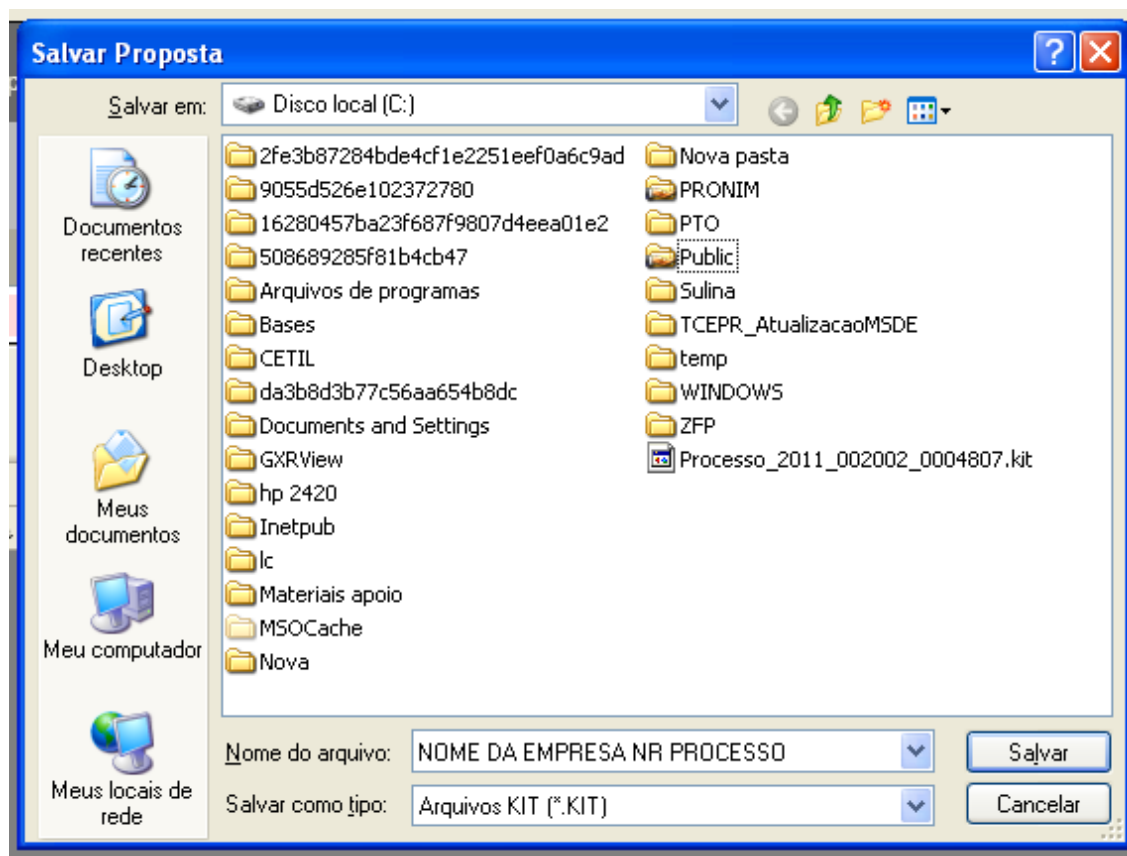 Salvar Proposta
Salvar em:
Disco local (C:)
Documentos
recentes
Desktop
Meus
documentos
Meu computador
Meus locais de
rede
2fe3b87284bde4cf1e2251eef0a6c9ad
9055d526e102372780
16280457ba23f687f9807d4eea01e2
508689285f81b4cb47
Arquivos de programas
Bases
CETIL
da3b8d3b77c56aa654b8dc
Documents and Settings
GXRView
hp 2420
Inetpub
lc
Materiais apoio
MSOCache
Nova
Nova pasta
PRONIM
PTO
Public
Sulina
TCEPR_AtualizacaoMSDE
temp
WINDOWS
ZFP
Processo_2011_002002_0004807.kit
Nome do arquivo:
NOME DA EMPRESA NR PROCESSO
Salvar
Salvar como tipo:
Arquivos KIT (*.KIT)
Cancelar